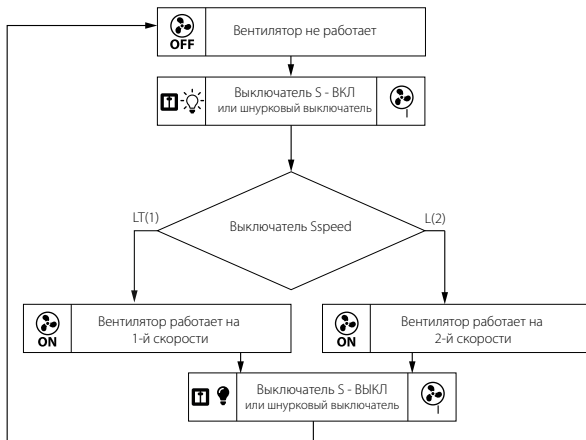 OFF
Вентилятор не работает
Выключатель S - ВКЛ
или шнурковый выключатель
LT(1)
Выключатель Sspeed
L(2)
ON
Вентилятор работает на
1-й скорости
ON
Вентилятор работает на
2-й скорости
Выключатель S - ВЫКЛ
или шнурковый выключатель